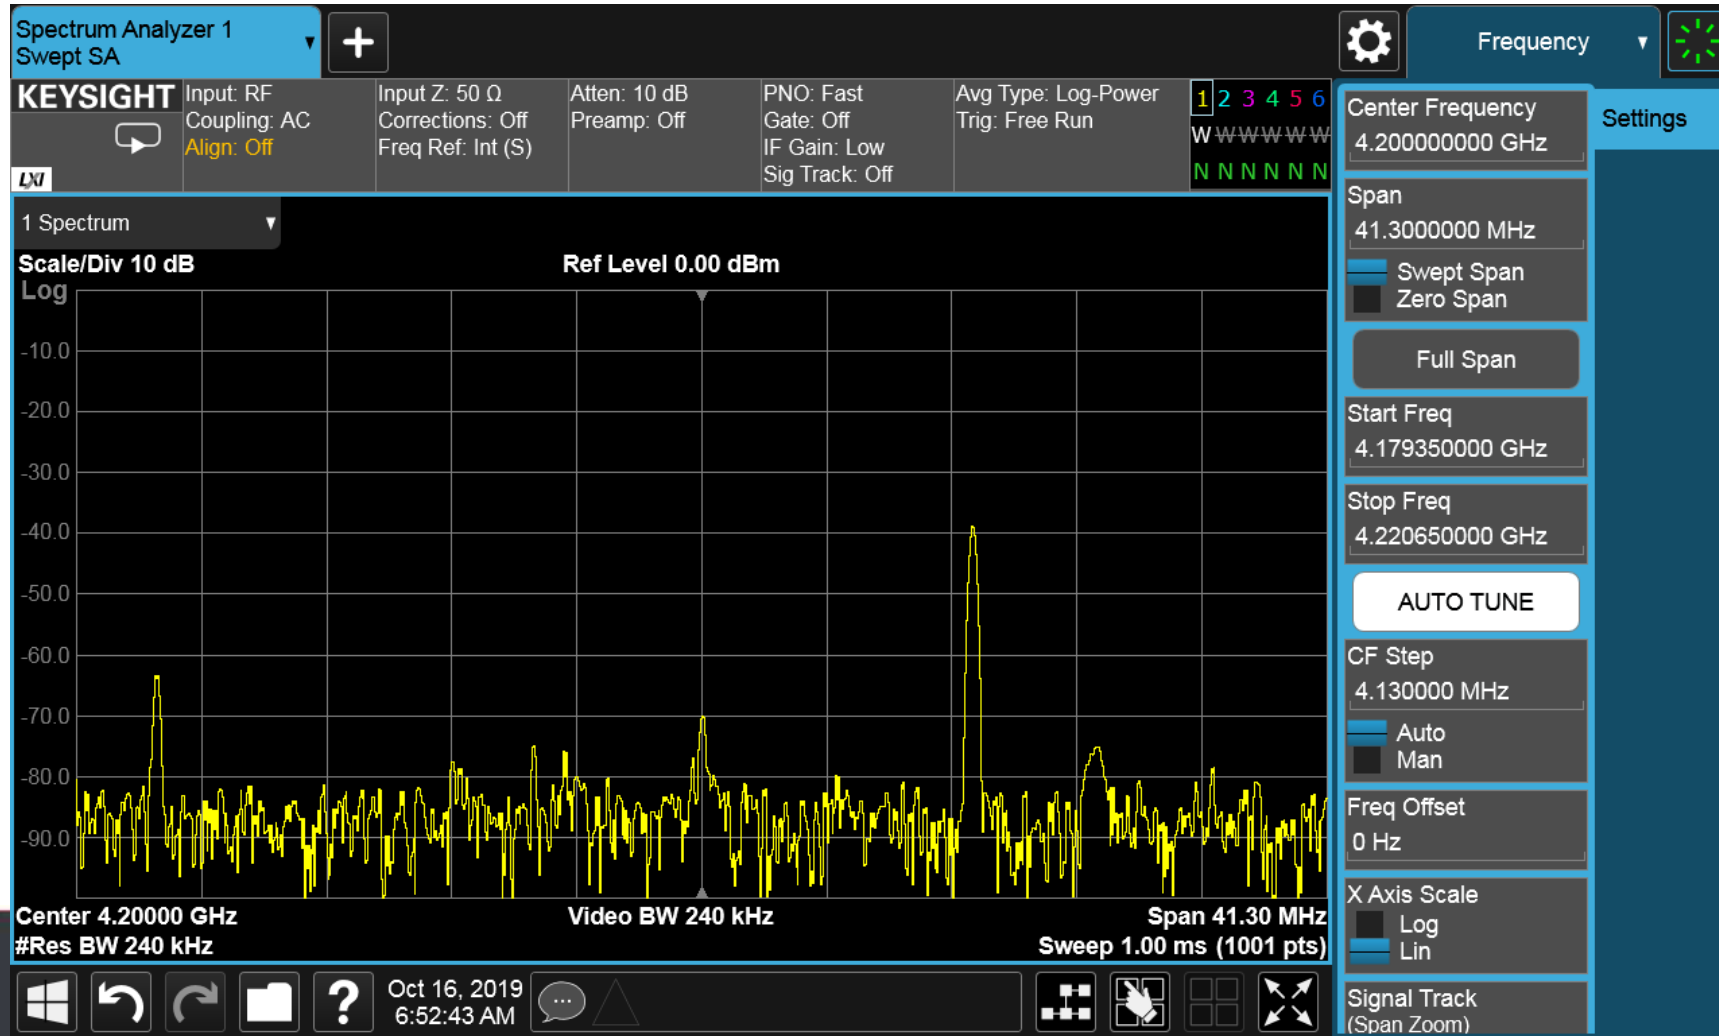 Spectrum Analyzer 1
Swept SA
Frequency
KEYSIGHT
LXI
Input: RF
Coupling: AC
Align: Off
Input Z: 50 Ω
Corrections: Off
Freq Ref: Int (S)
Atten: 10 dB
Preamp: Off
PNO: Fast
Gate: Off
IF Gain: Low
Sig Track: Off
Avg Type: Log-Power
Trig: Free Run
1 2 3 4 5 6
W W W W W W
N N N N N N
Center Frequency
4.200000000 GHz
Settings
Span
41.3000000 MHz
Swept Span
Zero Span
Full Span
Start Freq
4.179350000 GHz
Stop Freq
4.220650000 GHz
AUTO TUNE
CF Step
4.130000 MHz
Auto
Man
Freq Offset
0 Hz
X Axis Scale
Log
Lin
Signal Track
(Span Zoom)
1 Spectrum
Scale/Div 10 dB
Ref Level 0.00 dBm
Log
-10.0
-20.0
-30.0
-40.0
-50.0
-60.0
-70.0
-80.0
-90.0
Center 4.20000 GHz
Video BW 240 kHz
Span 41.30 MHz
#Res BW 240 kHz
Sweep 1.00 ms (1001 pts)
?
Oct 16, 2019
6:52:43 AM